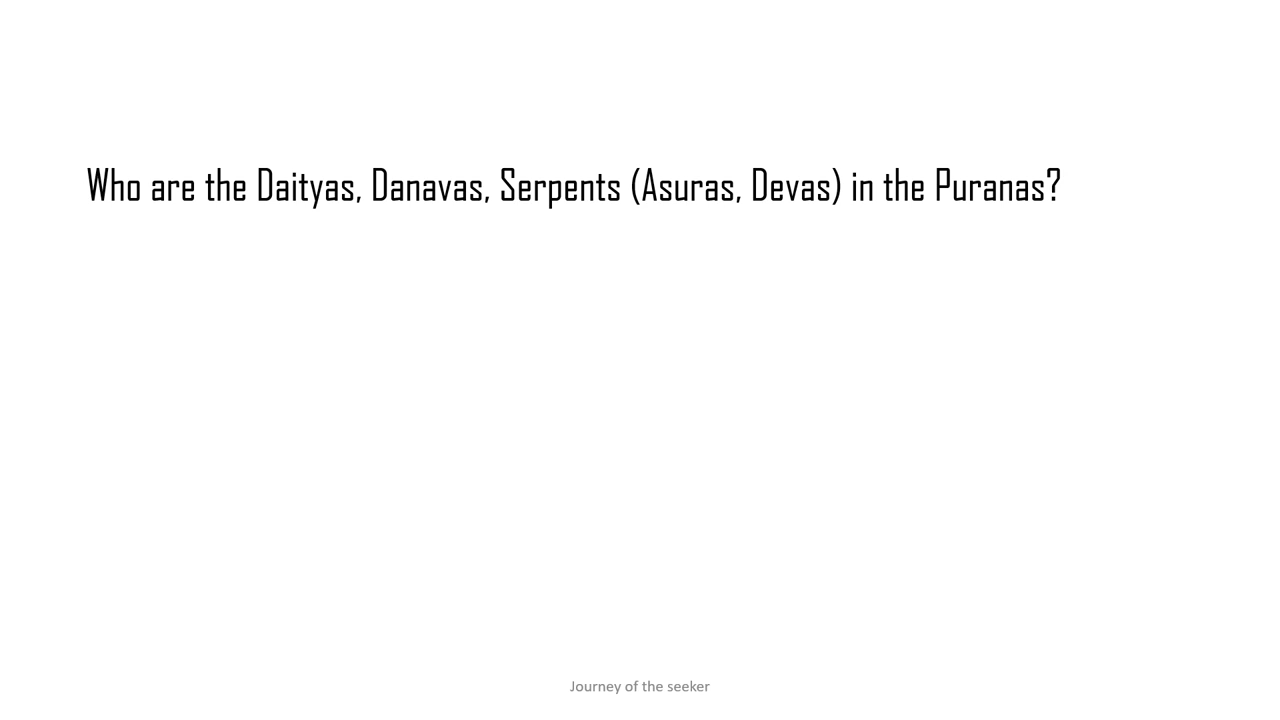 Who are the Daityas, Danavas, Serpents (Asuras, Devas) in the Puranas?
Journey of the seeker